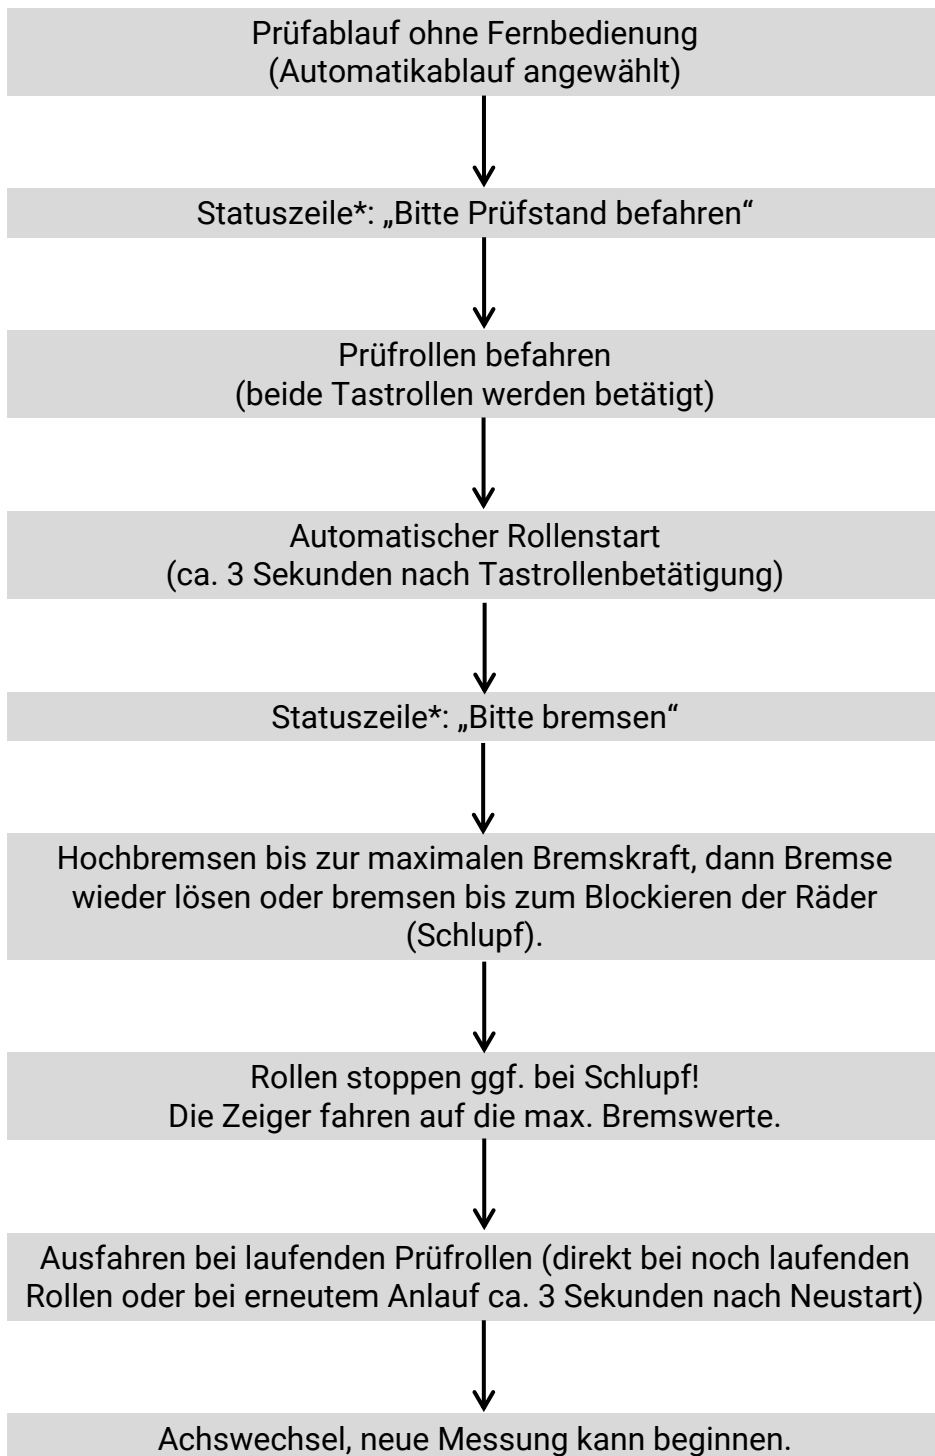 Prüfablauf ohne Fernbedienung
(Automatikablauf angewählt)
Statuszeile*: „Bitte Prüfstand befahren“
Prüfrollen befahren
(beide Tastrollen werden betätigt)
Automatischer Rollenstart
(ca. 3 Sekunden nach Tastrollenbetätigung)
Statuszeile*: „Bitte bremsen“
Hochbremsen bis zur maximalen Bremskraft, dann Bremse
wieder lösen oder bremsen bis zum Blockieren der Räder
(Schlupf).
Rollen stoppen ggf. bei Schlupf!
Die Zeiger fahren auf die max. Bremswerte.
Ausfahren bei laufenden Prüfrollen (direkt bei noch laufenden
Rollen oder bei erneutem Anlauf ca. 3 Sekunden nach Neustart)
Achswechsel, neue Messung kann beginnen.